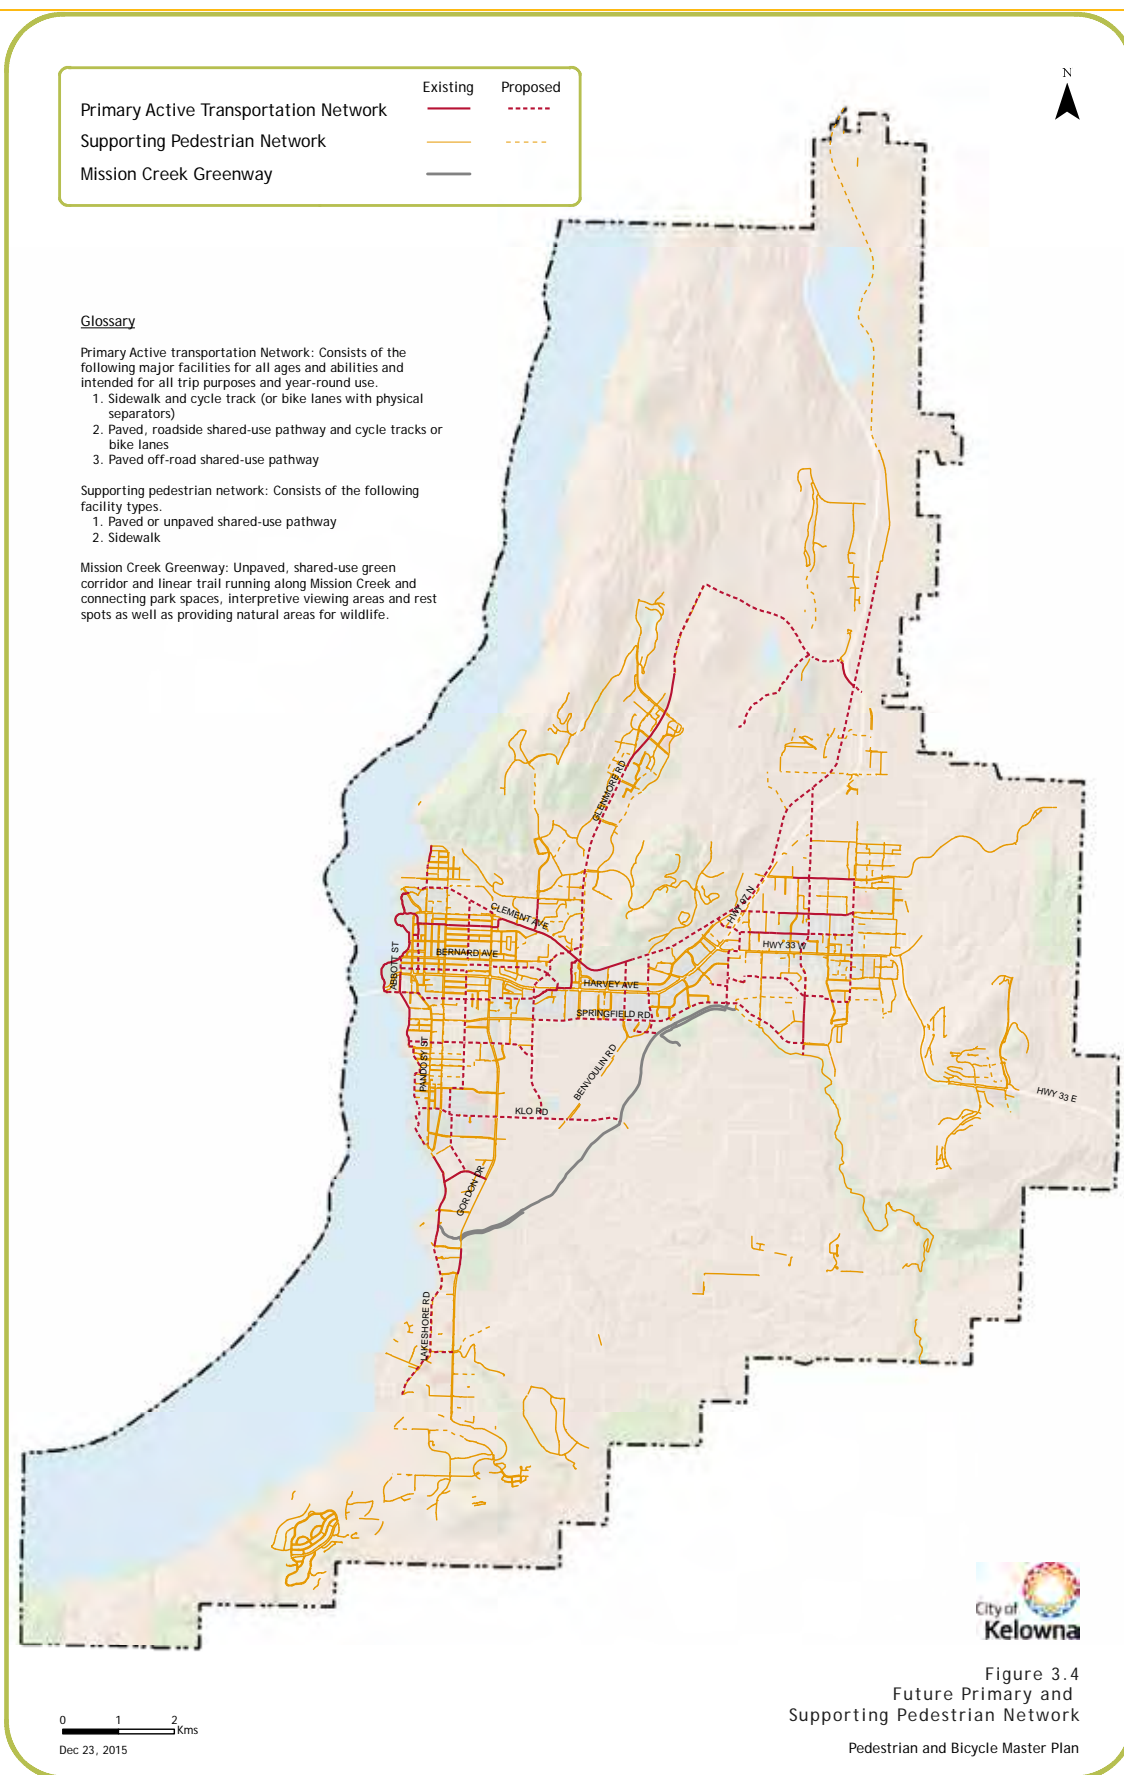 Existing Proposed
Primary Active Transportation Network
Supporting Pedestrian Network
Mission Creek Greenway
N
Glossary
Primary Active transportation Network: Consists of the
following major facilities for all ages and abilities and
intended for all trip purposes and year-round use.
1. Sidewalk and cycle track (or bike lanes with physical
separators)
2. Paved, roadside shared-use pathway and cycle tracks or
bike lanes
3. Paved off-road shared-use pathway
Supporting pedestrian network: Consists of the following
facility types.
1. Paved or unpaved shared-use pathway
2. Sidewalk
Mission Creek Greenway: Unpaved, shared-use green
corridor and linear trail running along Mission Creek and
connecting park spaces, interpretive viewing areas and rest
spots as well as providing natural areas for wildlife.
GLENMORE RD
CLEMENT AVE
HWY 97 N
ABBOTT ST
BERNARD AVE
HWY 33 W
HARVEY AVE
SPRINGFIELD RD
PANDOSY ST
BENVOULIN RD
KLO RD
HWY 33 E
GORDON DR
LAKESHORE RD
City of
Kelowna
Figure 3.4
Future Primary and
Supporting Pedestrian Network
Pedestrian and Bicycle Master Plan
0 1 2
Kms
Dec 23, 2015